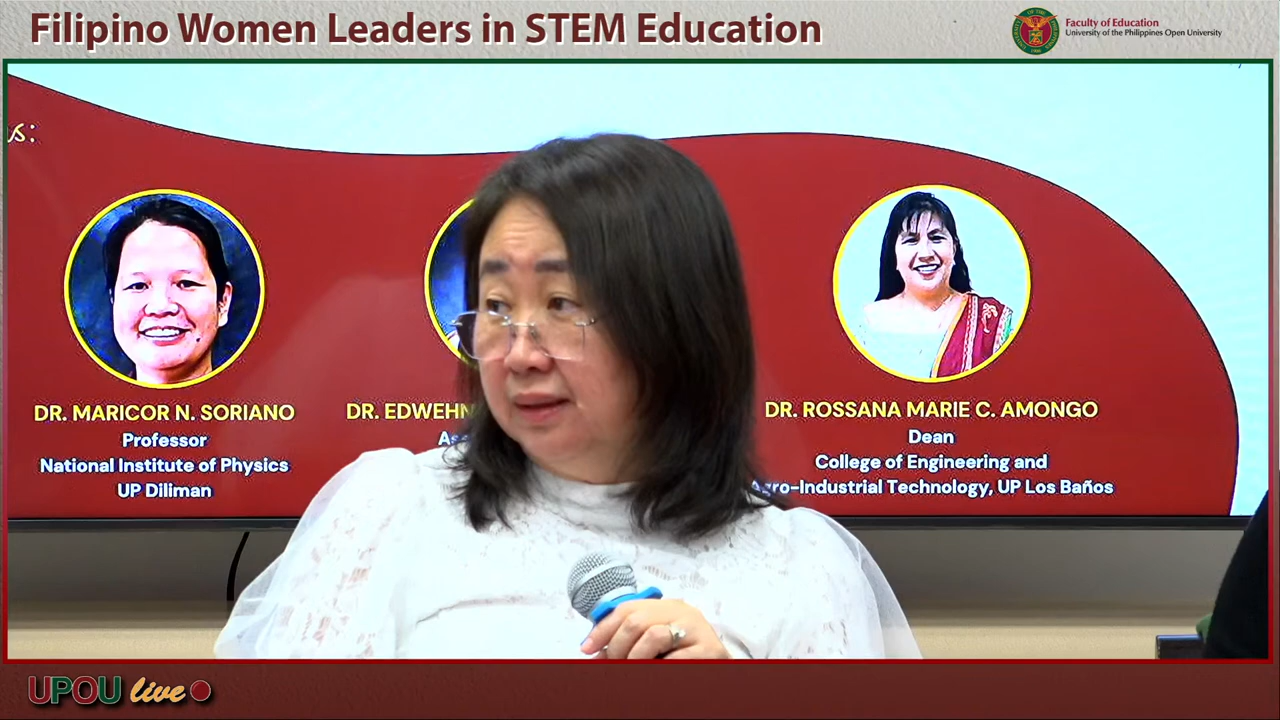 Filipino Women Leaders in STEM Education
Faculty of Education
University of the Philippines Open University
s:
DR. MARICOR N. SORIANO
Professor
National Institute of Physics
UP Diliman
DR. EDWEHN
DR. ROSSANA MARIE C. AMONGO
Dean
College of Engineering and
Agro-Industrial Technology, UP Los Baños
UPOU live